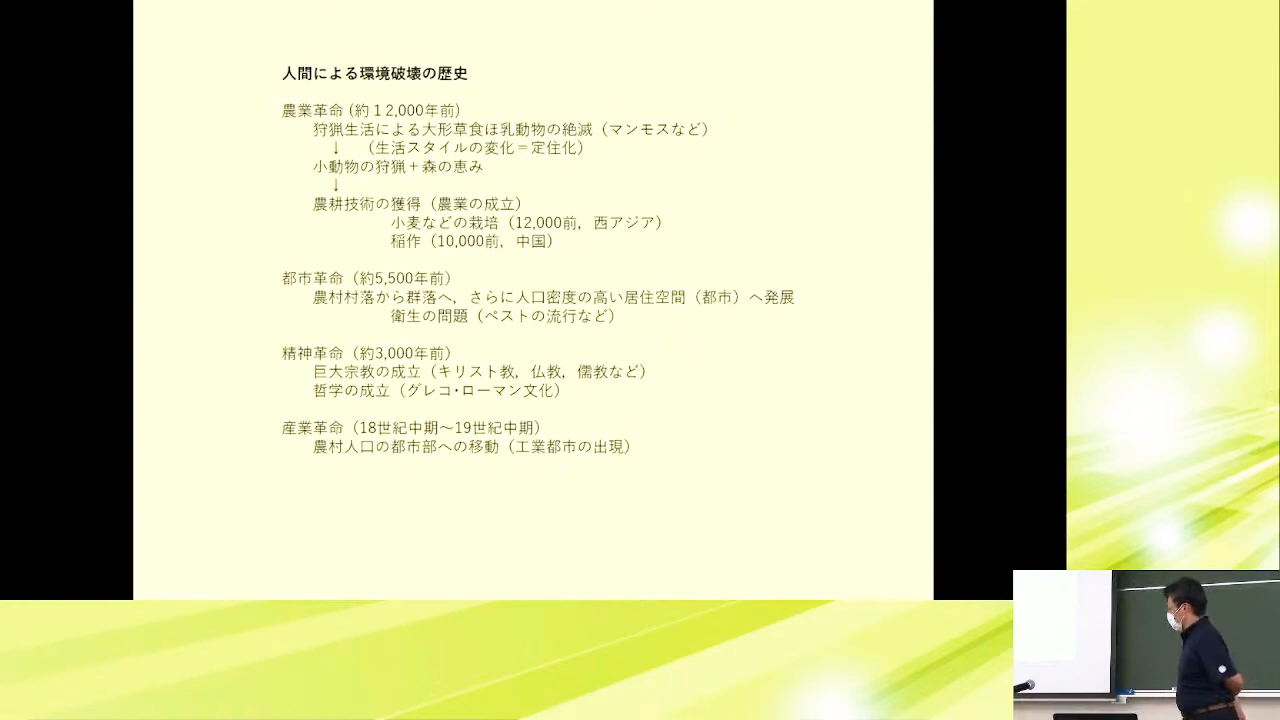 人間による環境破壊の歴史
農業革命 (約１2,000年前)
狩猟生活による大形草食ほ乳動物の絶滅（マンモスなど）
↓ （生活スタイルの変化＝定住化）
小動物の狩猟＋森の恵み
↓
農耕技術の獲得（農業の成立）
小麦などの栽培（12,000前，西アジア）
稲作（10,000前，中国）
都市革命（約5,500年前）
農村村落から群落へ，さらに人口密度の高い居住空間（都市）へ発展
衛生の問題（ペストの流行など）
精神革命（約3,000年前）
巨大宗教の成立（キリスト教，仏教，儒教など）
哲学の成立（グレコ・ローマン文化）
産業革命（18世紀中期～19世紀中期）
農村人口の都市部への移動（工業都市の出現）